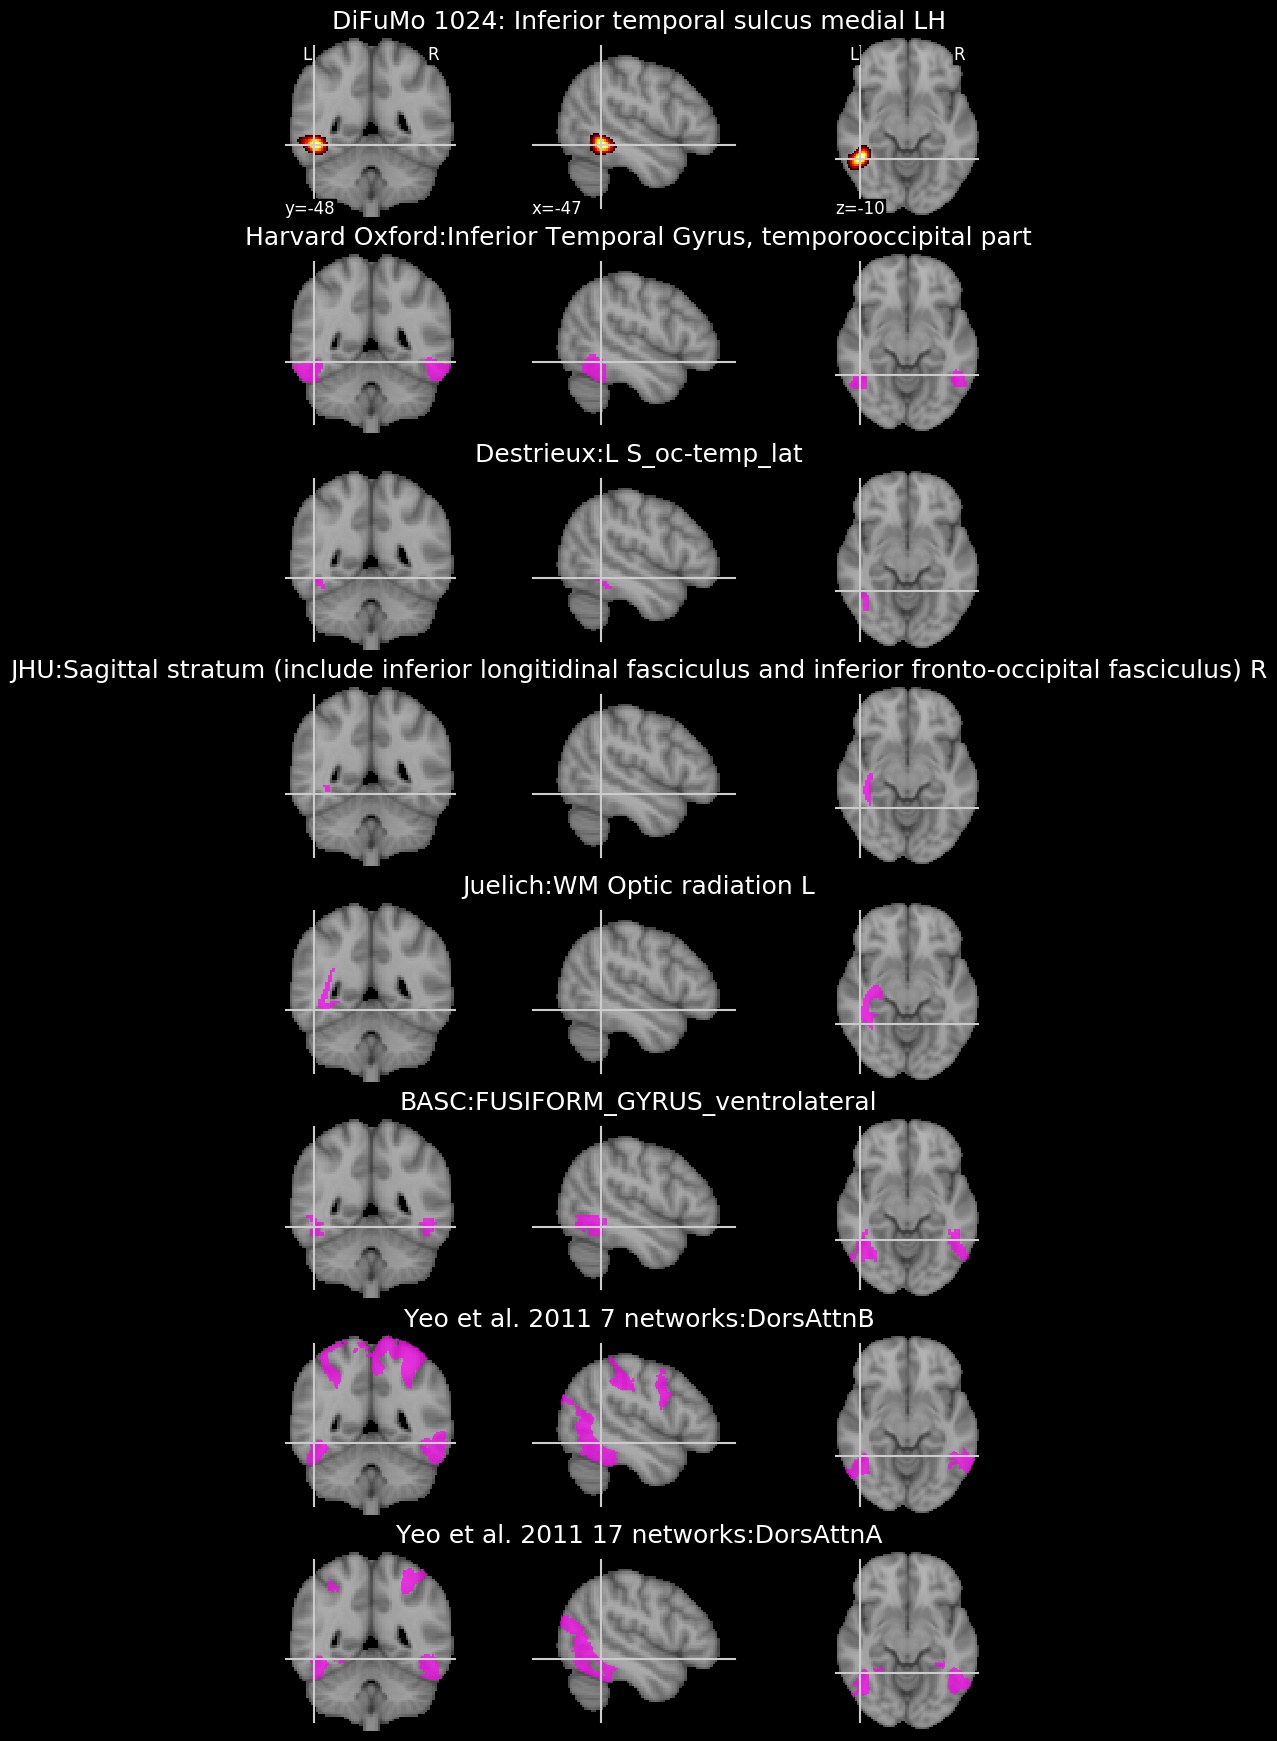 DiFuMo 1024: Inferior temporal sulcus medial LH
L R L R
y=-48 x=-47 z=-10
Harvard Oxford:Inferior Temporal Gyrus, temporooccipital part
Destrieux:L S_oc-temp_lat
JHU:Sagittal stratum (include inferior longitidinal fasciculus and inferior fronto-occipital fasciculus) R
Juelich:WM Optic radiation L
BASC:FUSIFORM_GYRUS_ventrolateral
Yeo et al. 2011 7 networks:DorsAttnB
Yeo et al. 2011 17 networks:DorsAttnA